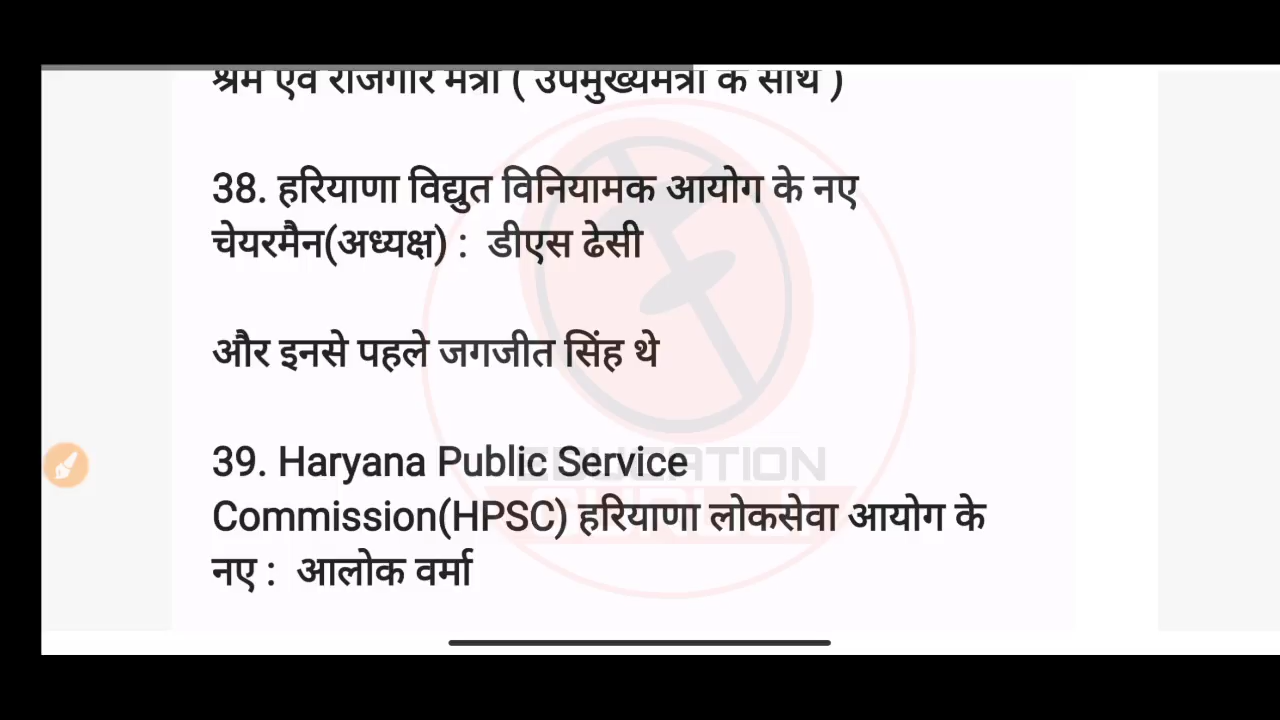 श्रम एवं रोजगार मंत्री ( उपमुख्यमंत्री के साथ )
38. हरियाणा विद्युत विनियामक आयोग के नए
चेयरमैन(अध्यक्ष) : डीएस ढेसी
और इनसे पहले जगजीत सिंह थे
39. Haryana Public Service
EDUCATION
Commission(HPSC) हरियाणा लोकसेवा आयोग के
नए : आलोक वर्मा